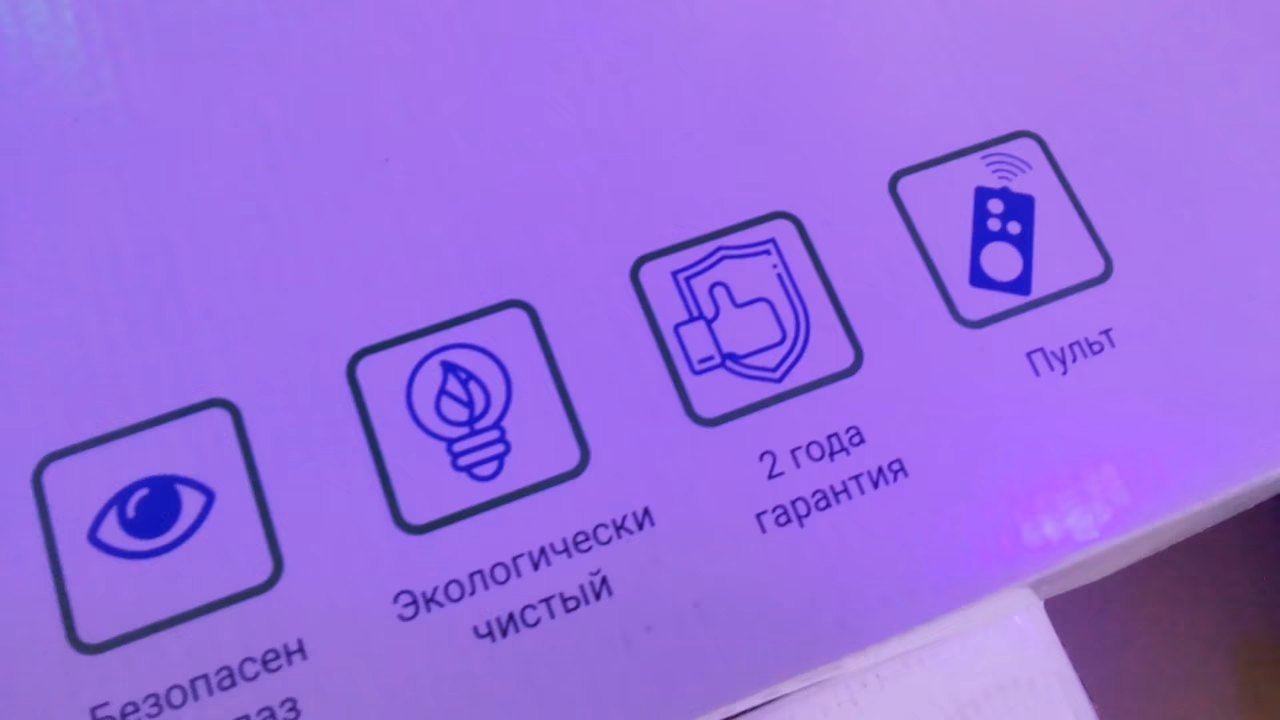 Безопасен
Экологически
чистый
2 года
гарантия
Пульт